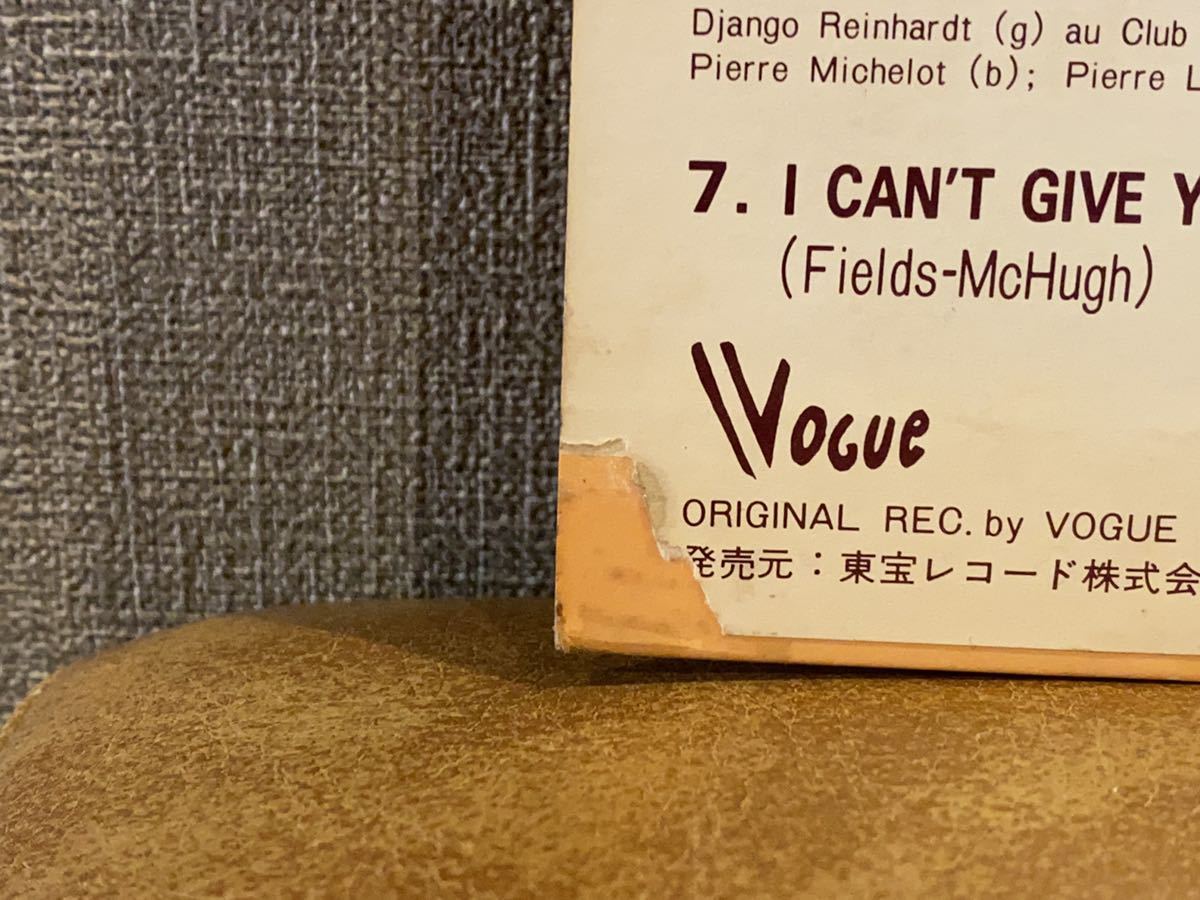 Django Reinhardt (g) au Club
Pierre Michelot (b); Pierre L
7. I CAN'T GIVE Y
(Fields-McHugh)
VOGUE
ORIGINAL REC. by VOGUE
発売元：東宝レコード株式会